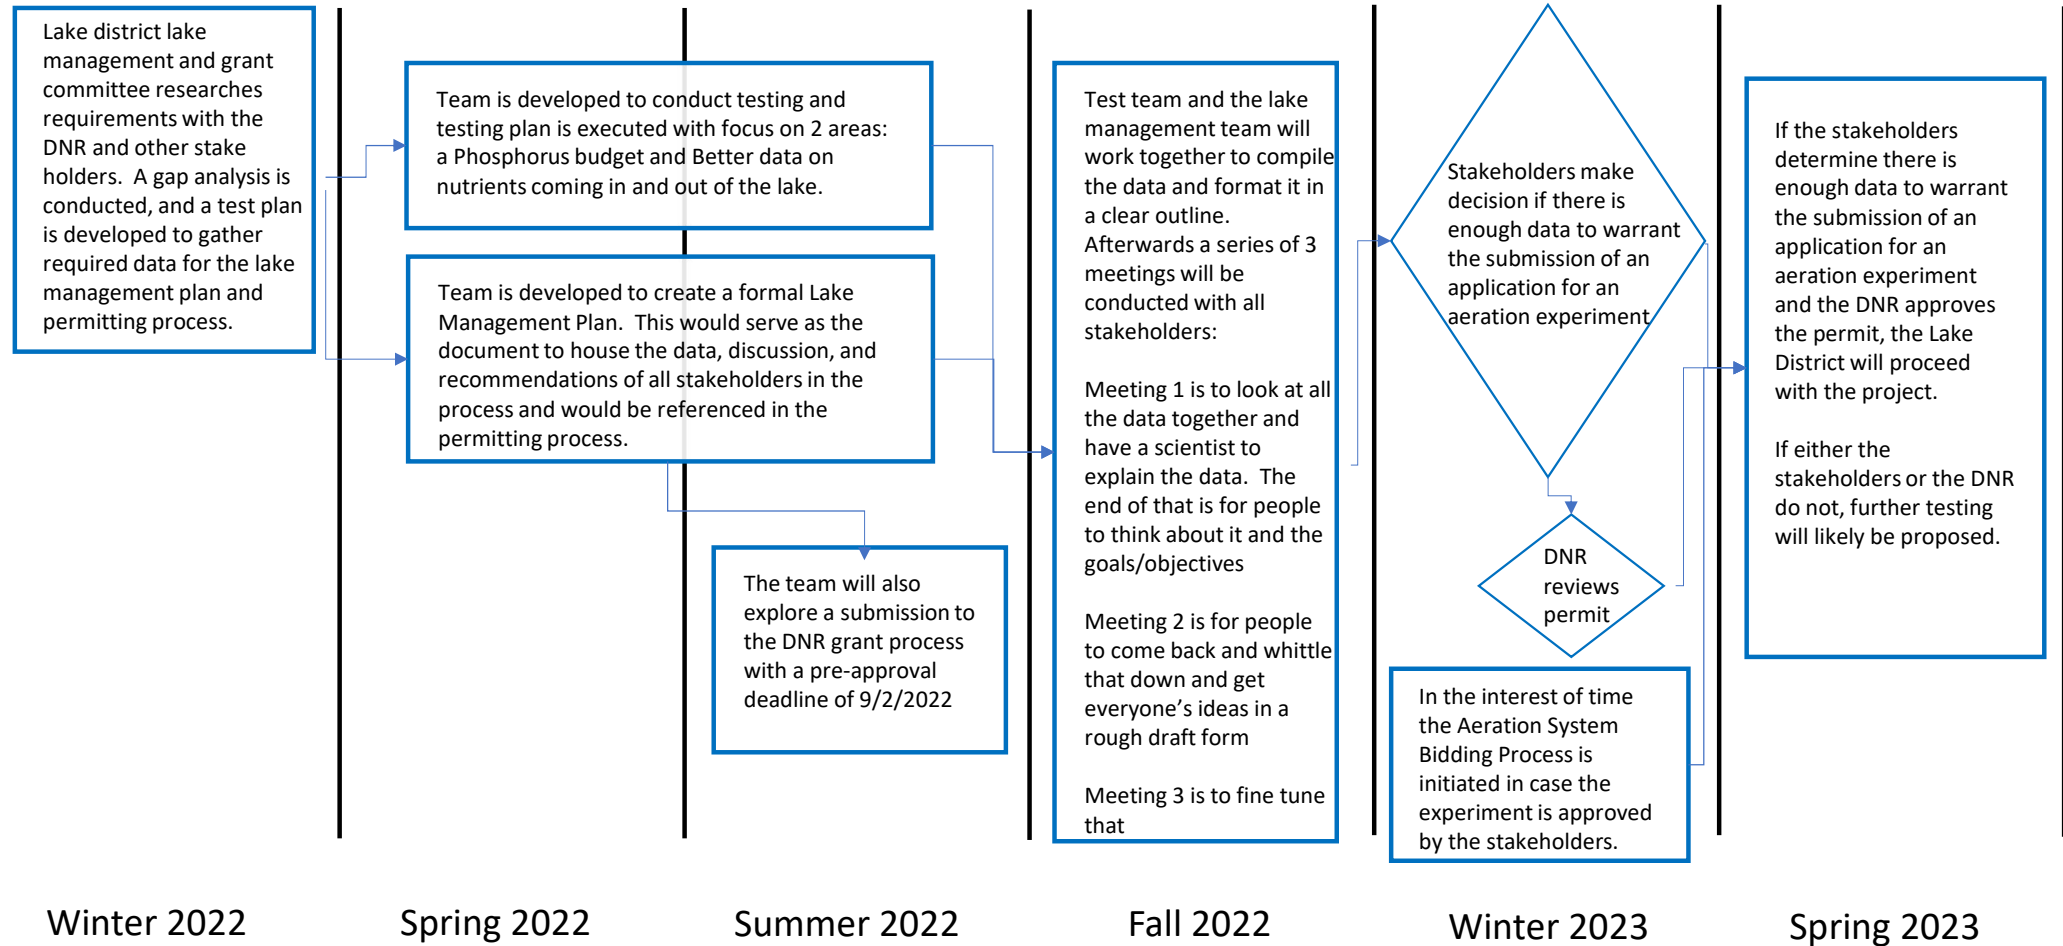 Lake district lake
management and grant
committee researches
requirements with the
DNR and other stake
holders.  A gap analysis is
conducted, and a test plan
is developed to gather
required data for the lake
management plan and
permitting process.
Team is developed to conduct testing and
testing plan is executed with focus on 2 areas:
a Phosphorus budget and Better data on
nutrients coming in and out of the lake.
Team is developed to create a formal Lake
Management Plan.  This would serve as the
document to house the data, discussion, and
recommendations of all stakeholders in the
process and would be referenced in the
permitting process.
The team will also
explore a submission to
the DNR grant process
with a pre-approval
deadline of 9/2/2022
Test team and the lake
management team will
work together to compile
the data and format it in
a clear outline.
Afterwards a series of 3
meetings will be
conducted with all
stakeholders:
Meeting 1 is to look at all
the data together and
have a scientist to
explain the data.  The
end of that is for people
to think about it and the
goals/objectives
Meeting 2 is for people
to come back and whittle
that down and get
everyone’s ideas in a
rough draft form
Meeting 3 is to fine tune
that
Stakeholders make
decision if there is
enough data to warrant
the submission of an
application for an
aeration experiment
DNR
reviews
permit
In the interest of time
the Aeration System
Bidding Process is
initiated in case the
experiment is approved
by the stakeholders.
If the stakeholders
determine there is
enough data to warrant
the submission of an
application for an
aeration experiment
and the DNR approves
the permit, the Lake
District will proceed
with the project.
If either the
stakeholders or the DNR
do not, further testing
will likely be proposed.
Winter 2022
Spring 2022
Summer 2022
Fall 2022
Winter 2023
Spring 2023